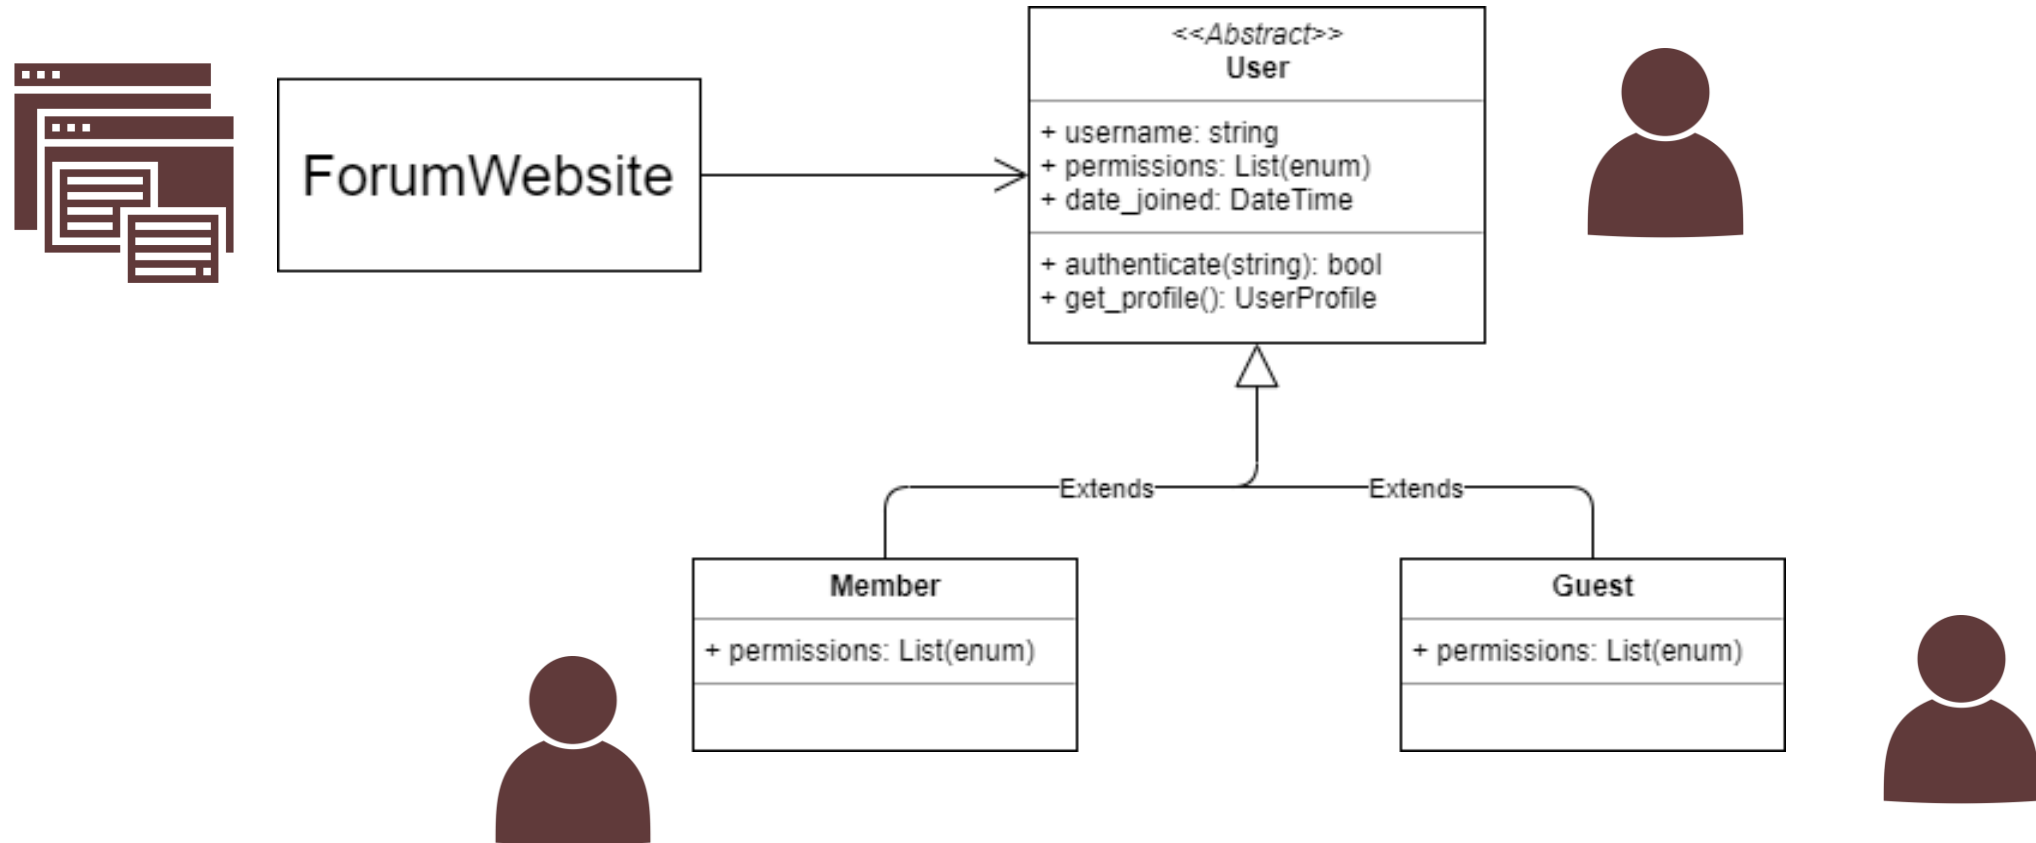 ForumWebsite
<<Abstract>>
User
+ username: string
+ permissions: List(enum)
+ date_joined: DateTime
+ authenticate(string): bool
+ get_profile(): UserProfile
Extends
Extends
Member
+ permissions: List(enum)
Guest
+ permissions: List(enum)